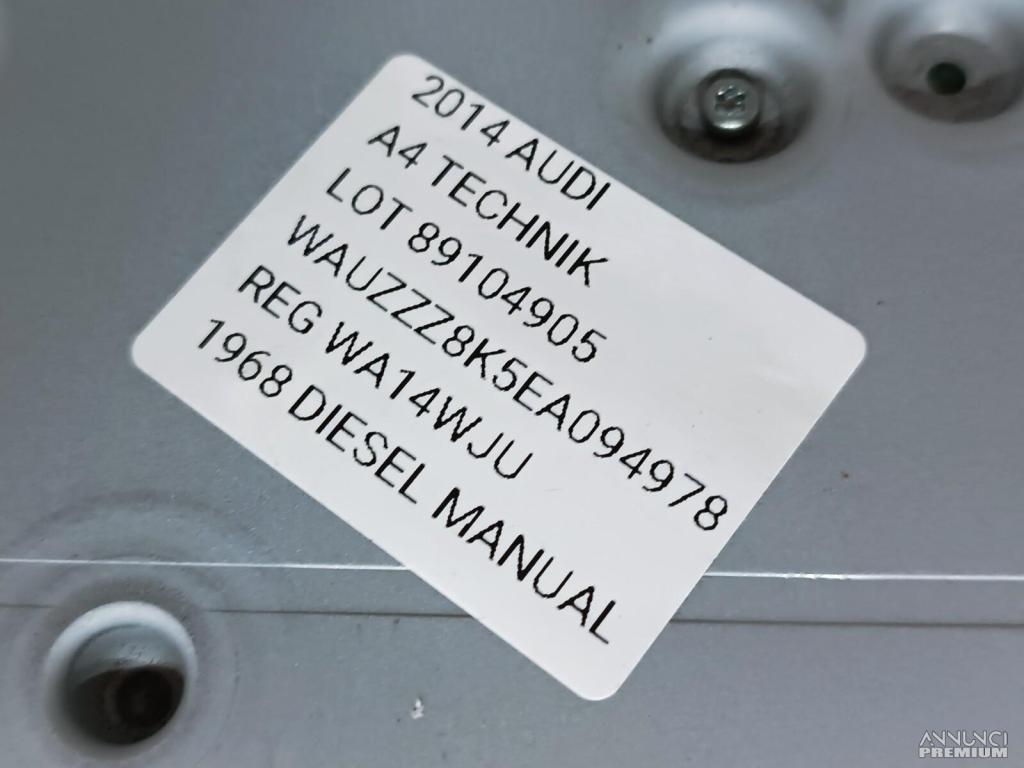 2014 AUDI
A4 TECHNIK
LOT 89104905
WAUZZZ8K5EA094978
REG WA14WJU
1968 DIESEL MANUAL
ANNUNCI
PREMIUM